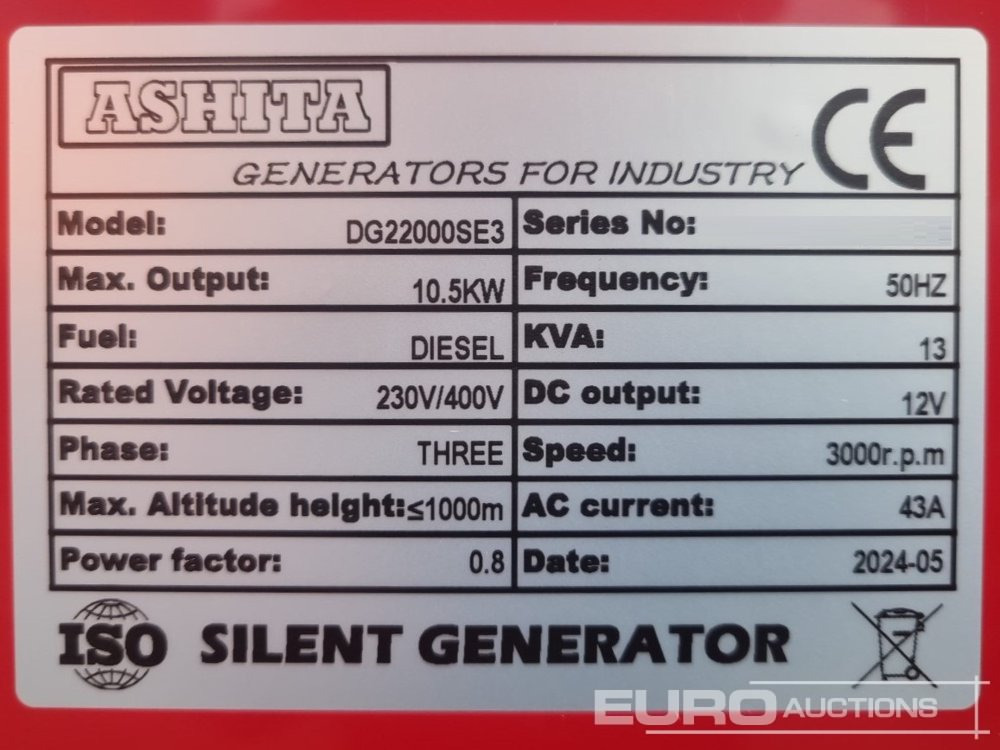 ASHITA
CE
GENERATORS FOR INDUSTRY
Model: DG22000SE3 Series No:
Max. Output: 10.5KW Frequency: 50HZ
Fuel: DIESEL KVA: 13
Rated Voltage: 230V/400V DC output: 12V
Phase: THREE Speed: 3000r.p.m
Max. Altitude height:≤1000m AC current: 43A
Power factor: 0.8 Date: 2024-05
ISO SILENT GENERATOR
EURO AUCTIONS